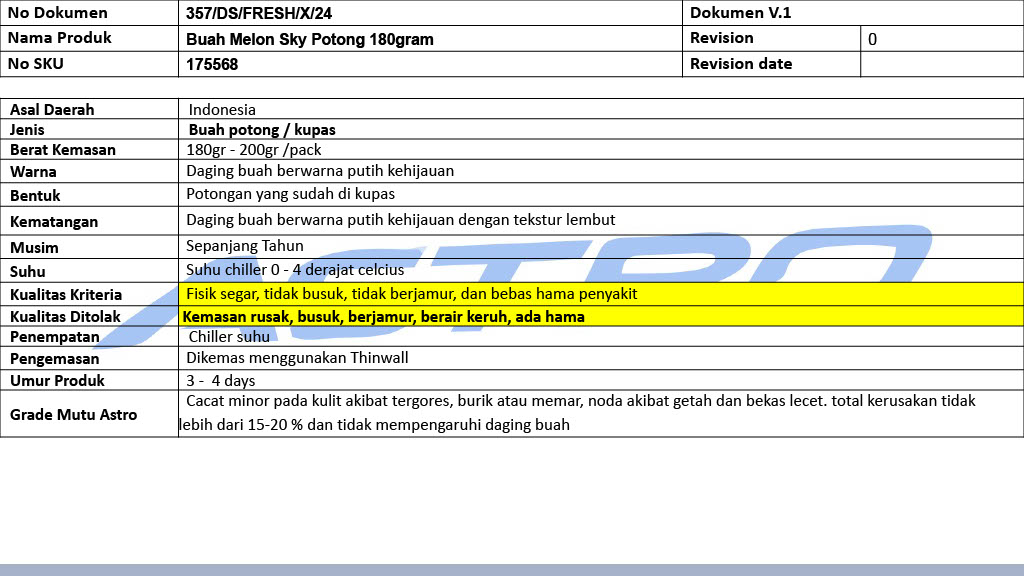 No Dokumen 357/DS/FRESH/X/24 Dokumen V.1
Nama Produk Buah Melon Sky Potong 180gram Revision 0
No SKU 175568 Revision date
Asal Daerah Indonesia
Jenis Buah potong / kupas
Berat Kemasan 180gr - 200gr /pack
Warna Daging buah berwarna putih kehijauan
Bentuk Potongan yang sudah di kupas
Kematangan Daging buah berwarna putih kehijauan dengan tekstur lembut
Musim Sepanjang Tahun
Suhu Suhu chiller 0 - 4 derajat celcius
Kualitas Kriteria Fisik segar, tidak busuk, tidak berjamur, dan bebas hama penyakit
Kualitas Ditolak Kemasan rusak, busuk, berjamur, berair keruh, ada hama
Penempatan Chiller suhu
Pengemasan Dikemas menggunakan Thinwall
Umur Produk 3 - 4 days
Grade Mutu Astro Cacat minor pada kulit akibat tergores, burik atau memar, noda akibat getah dan bekas lecet. total kerusakan tidak
lebih dari 15-20 % dan tidak mempengaruhi daging buah
ASTRO